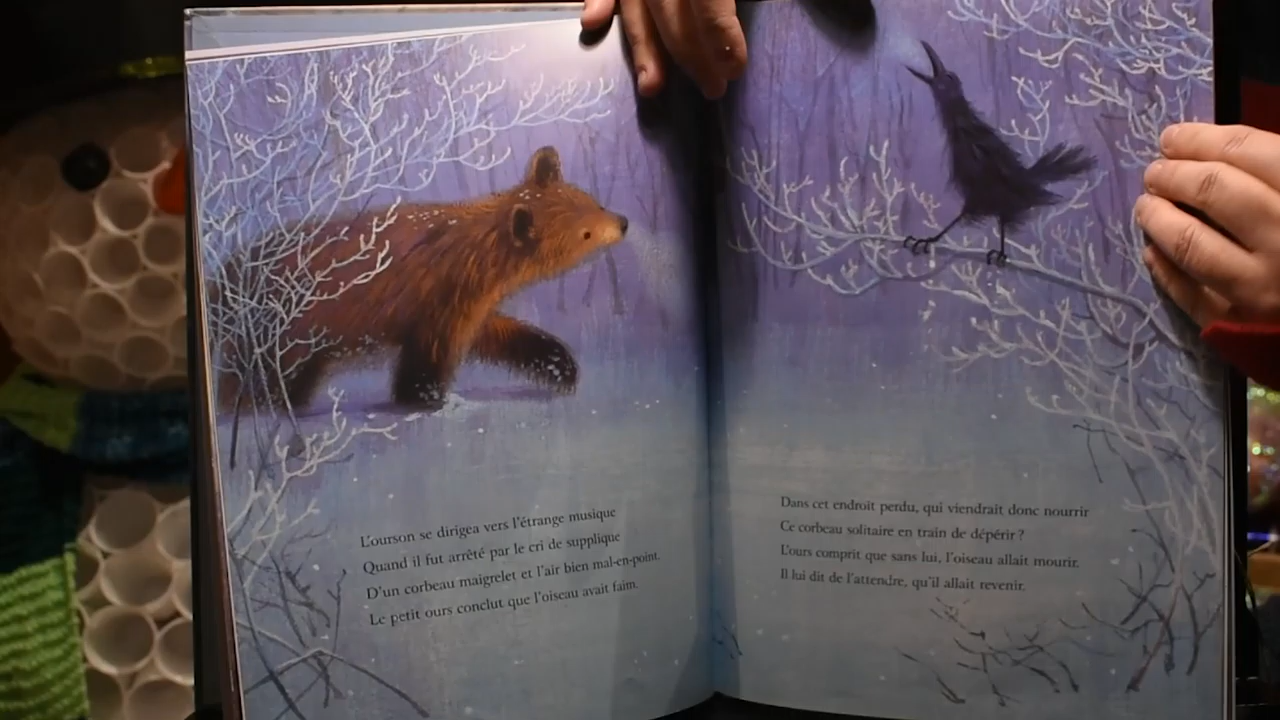 L'ourson se dirigea vers l'étrange musique
Quand il fut arrêté par le cri de supplique
D'un corbeau maigrelet et l'air bien mal-en-point.
Le petit ours conclut que l'oiseau avait faim.
Dans cet endroit perdu, qui viendrait donc nourrir
Ce corbeau solitaire en train de dépérir ?
L'ours comprit que sans lui, l'oiseau allait mourir.
Il lui dit de l'attendre, qu'il allait revenir.